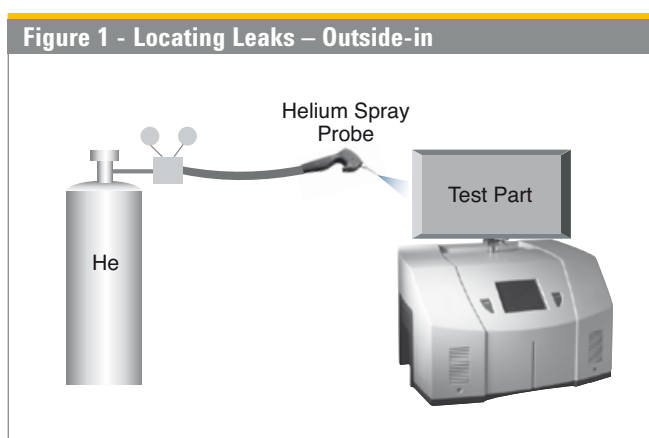 Figure 1 - Locating Leaks – Outside-in
Helium Spray
Probe
Test Part
He